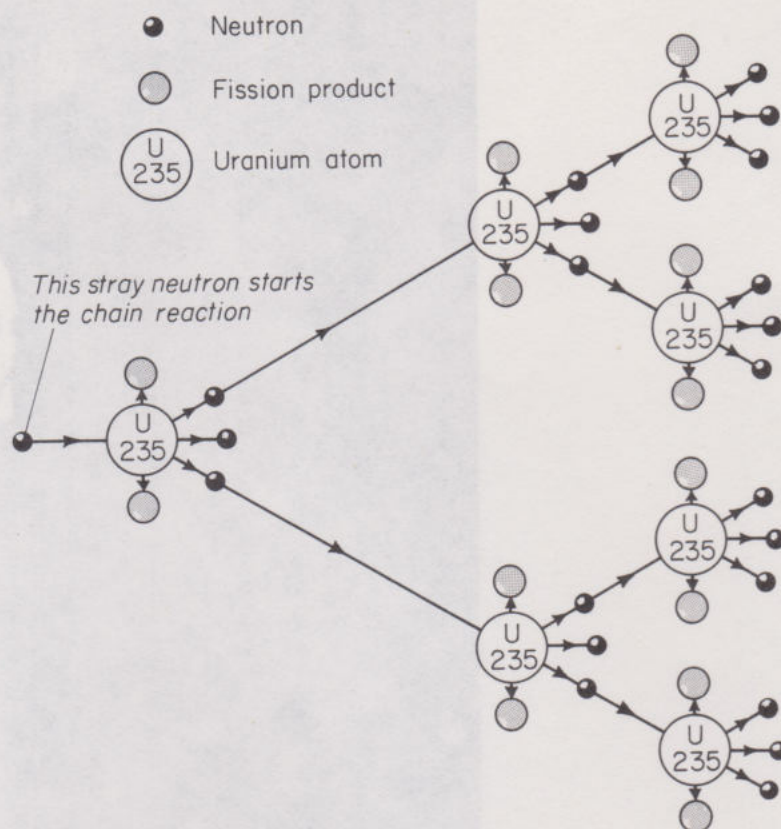 Neutron
Fission product
U
235
Uranium atom
This stray neutron starts
the chain reaction
U
235
U
235
U
235
U
235
U
235
U
235
U
235